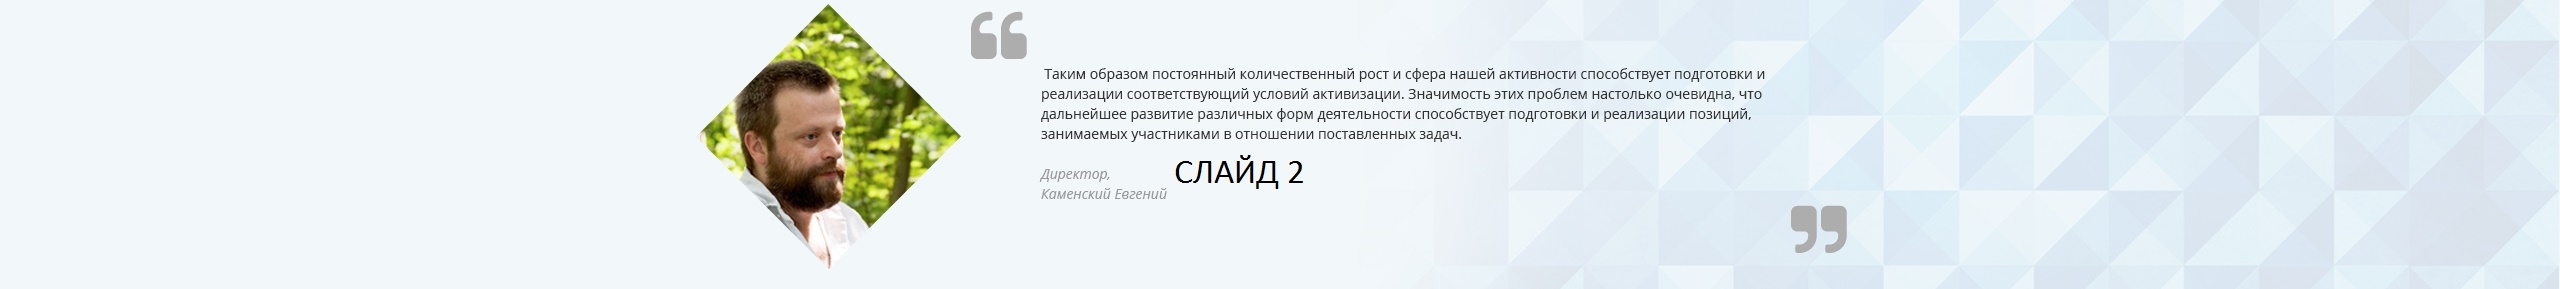 Таким образом постоянный количественный рост и сфера нашей активности способствует подготовки и
реализации соответствующий условий активизации. Значимость этих проблем настолько очевидна, что
дальнейшее развитие различных форм деятельности способствует подготовки и реализации позиций,
занимаемых участниками в отношении поставленных задач.
Директор,
Каменский Евгений
СЛАЙД 2